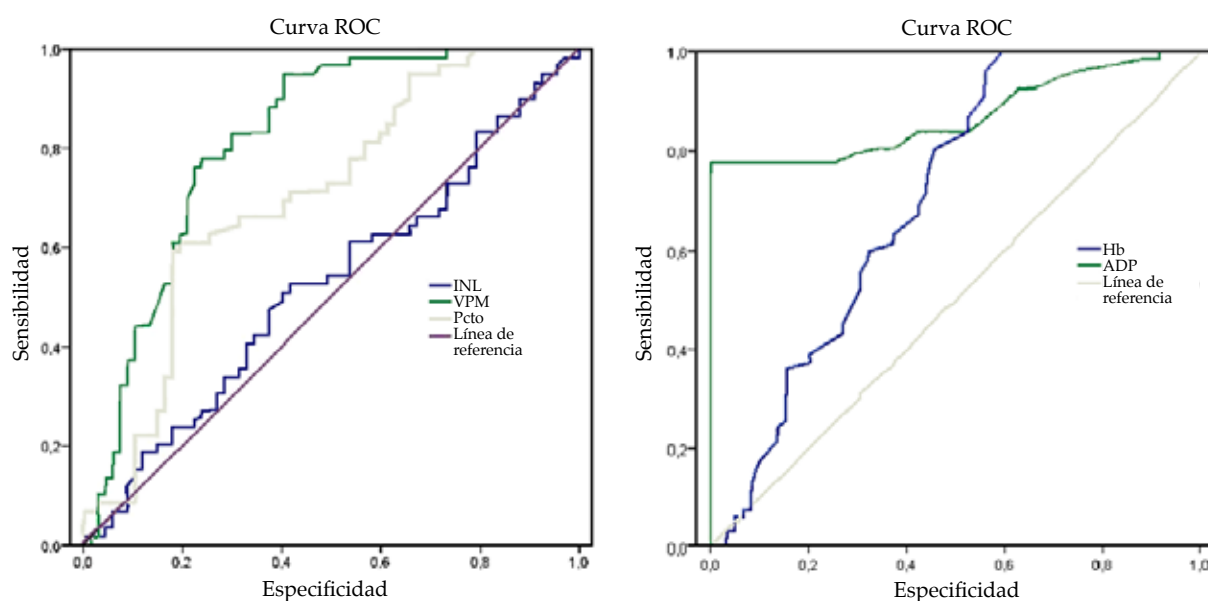 Curva ROC
1,0
0,8
0,6
0,4
0,2
0,0
0,0 0,2 0,4 0,6 0,8 1,0
Sensibilidad
Especificidad
INL
VPM
Pcto
Línea de
referencia
Curva ROC
1,0
0,8
0,6
0,4
0,2
0,0
0,0 0,2 0,4 0,6 0,8 1,0
Sensibilidad
Especificidad
Hb
ADP
Línea de
referencia